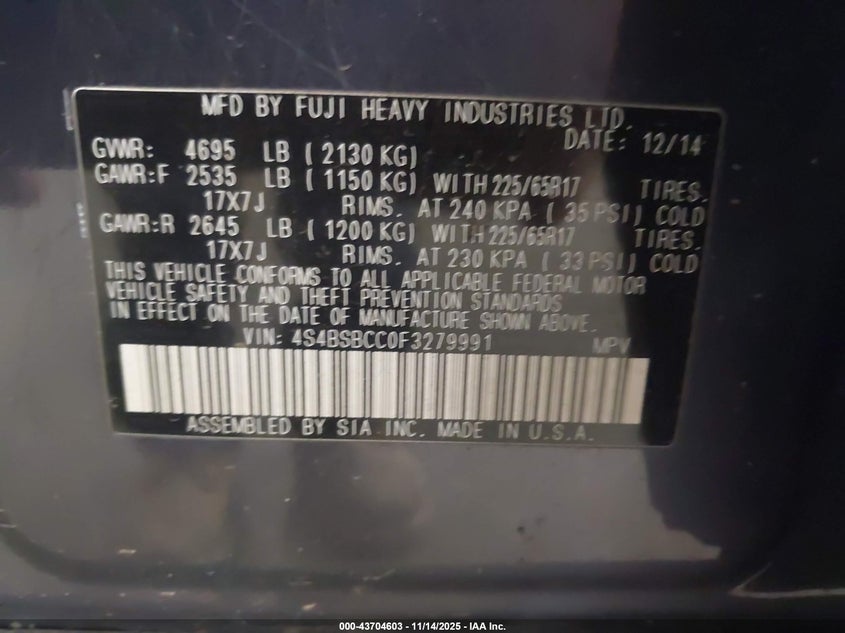 MFD BY FUJI HEAVY INDUSTRIES LTD.
DATE: 12/14
GVWR: 4695 LB ( 2130 KG)
GAWR:F 2535 LB ( 1150 KG) WITH 225/65R17 TIRES.
17X7J RIMS. AT 240 KPA ( 35 PSI) COLD
GAWR:R 2645 LB ( 1200 KG) WITH 225/65R17 TIRES.
17X7J RIMS. AT 230 KPA ( 33 PSI) COLD
THIS VEHICLE CONFORMS TO ALL APPLICABLE FEDERAL MOTOR
VEHICLE SAFETY AND THEFT PREVENTION STANDARDS
IN EFFECT ON THE DATE OF MANUFACTURE SHOWN ABOVE.
VIN: 4S4BSBCC0F3279991 MPV
ASSEMBLED BY SIA INC. MADE IN U.S.A.
000-43704603 - 11/14/2025 - IAA Inc.